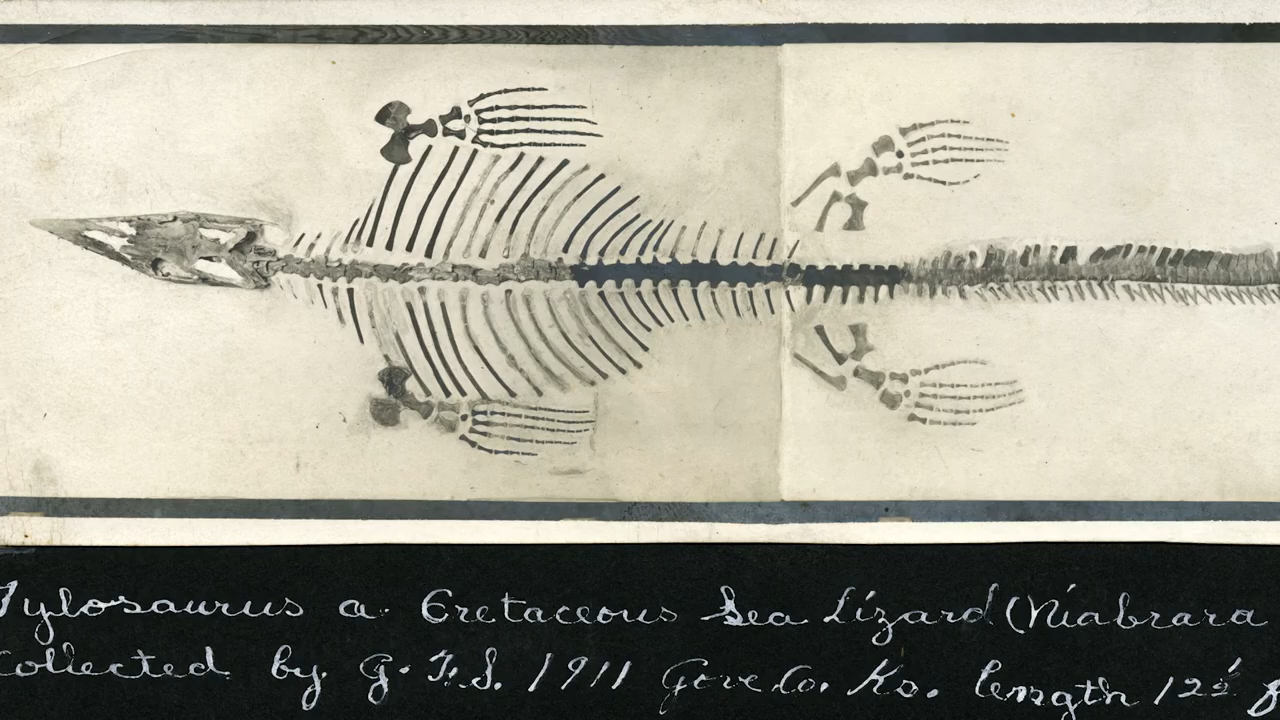 Tylosaurus a. Cretaceous Sea Lizard (Niabrara
Collected by G. F. S. 1911 Gove Co. Ks. length 12½ f